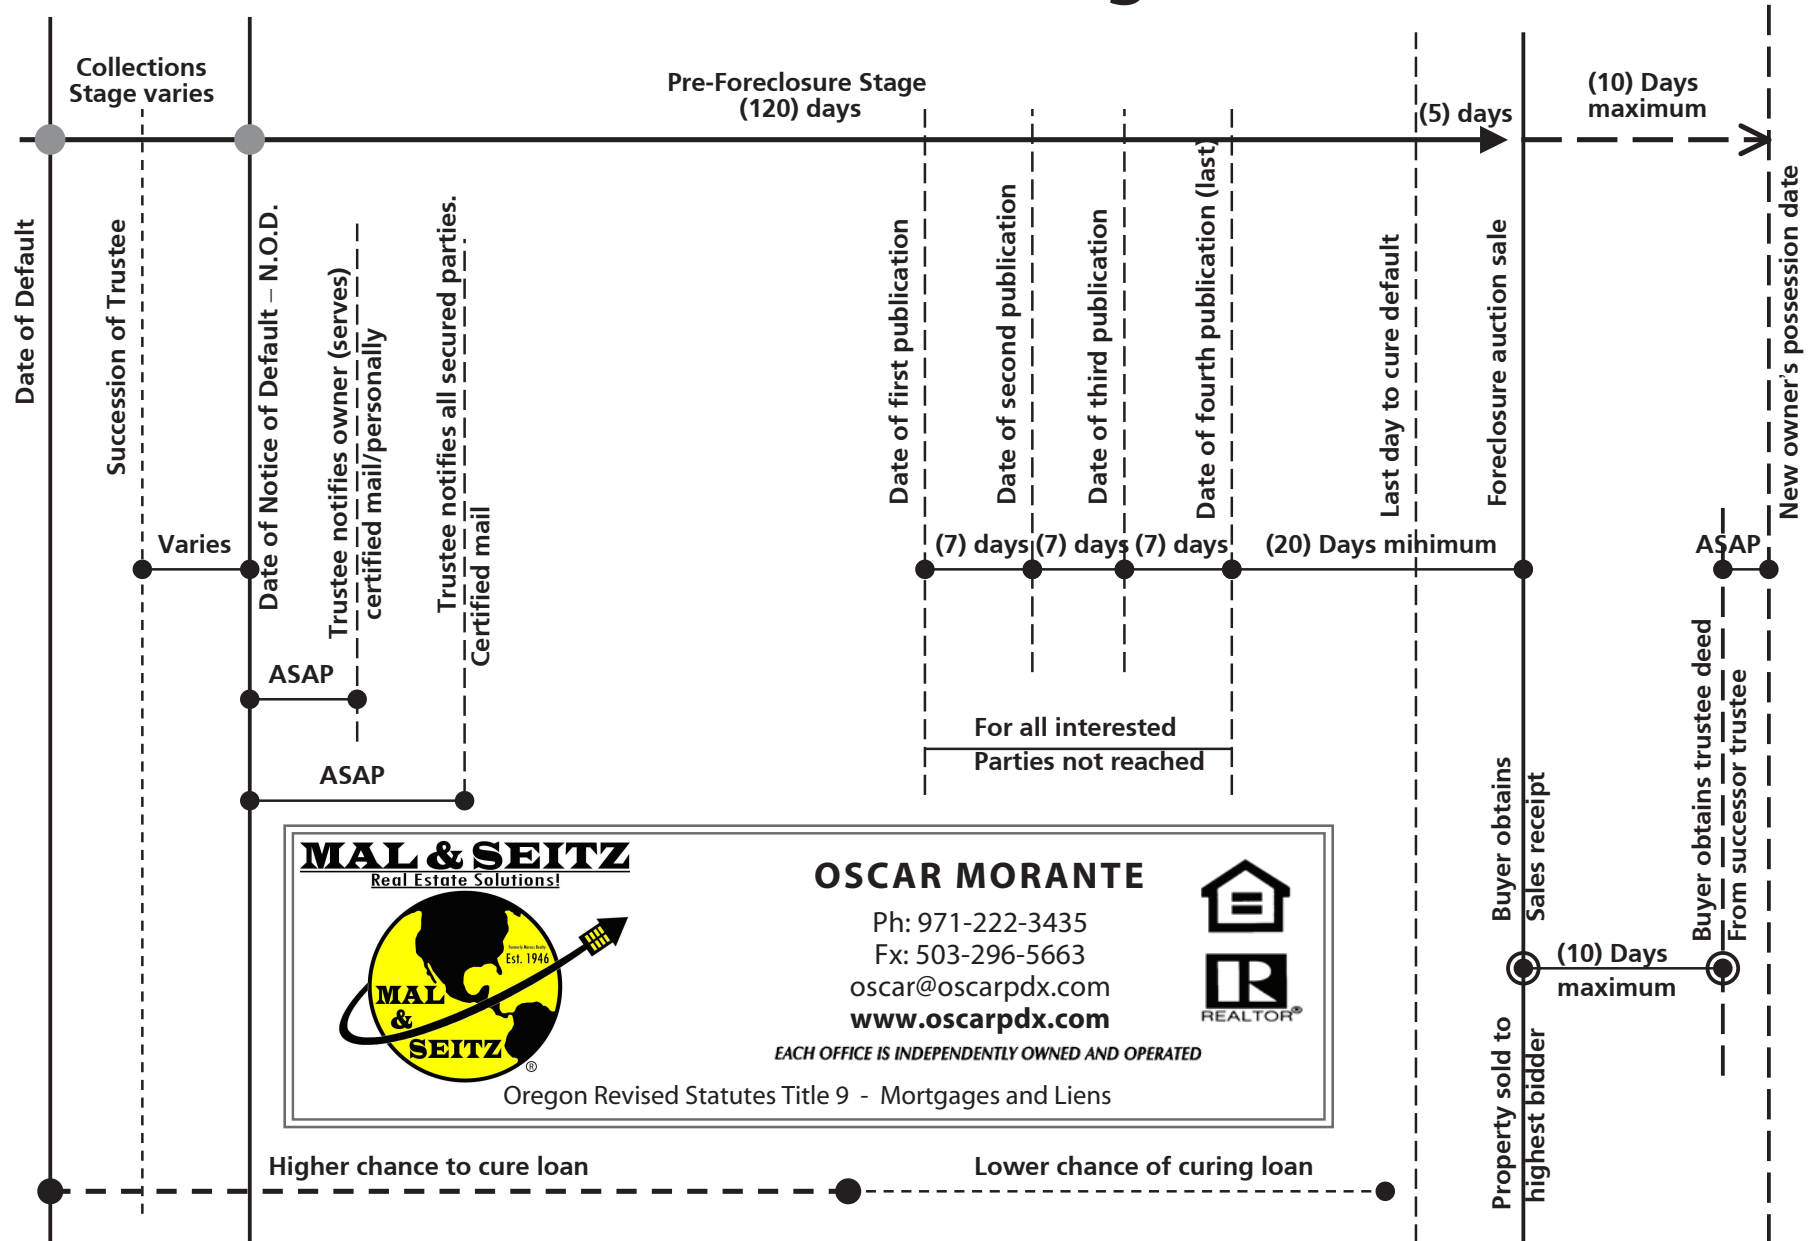 Collections
Stage varies
Pre-Foreclosure Stage
(120) days
(5) days
(10) Days
maximum
Date of Default
Succession of Trustee
Date of Notice of Default – N.O.D.
Trustee notifies owner (serves)
certified mail/personally
Trustee notifies all secured parties.
Certified mail
Date of first publication
Date of second publication
Date of third publication
Date of fourth publication (last)
Last day to cure default
Foreclosure auction sale
New owner's possession date
Varies
(7) days
(7) days
(7) days
(20) Days minimum
ASAP
ASAP
ASAP
For all interested
Parties not reached
Buyer obtains
Sales receipt
Buyer obtains trustee deed
From successor trustee
(10) Days
maximum
Property sold to
highest bidder
MAL & SEITZ
Real Estate Solutions!
Formerly Marcus Realty
Est. 1946
MAL
&
SEITZ
®
OSCAR MORANTE
Ph: 971-222-3435
Fx: 503-296-5663
oscar@oscarpdx.com
www.oscarpdx.com
EACH OFFICE IS INDEPENDENTLY OWNED AND OPERATED
R
REALTOR®
Oregon Revised Statutes Title 9 - Mortgages and Liens
Higher chance to cure loan
Lower chance of curing loan